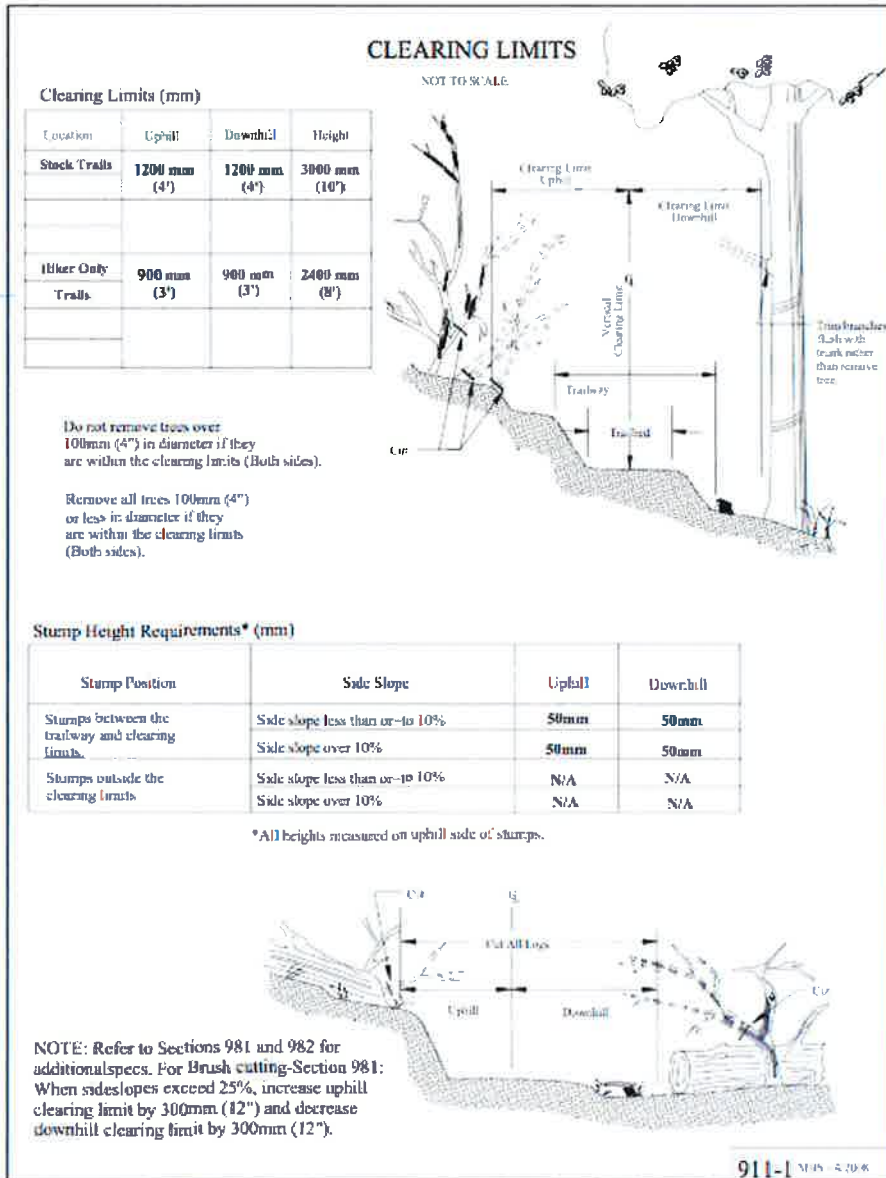 CLEARING LIMITS
NOT TO SCALE
Clearing Limits (mm)
Location Uphill Downhill Height
Stock Trails 1200 mm (4') 1200 mm (4') 3000 mm (10')
Hiker Only Trails 900 mm (3') 900 mm (3') 2400 mm (8')
Clearing Limit
Uphill
Clearing Limit
Downhill
Vertical
Clearing Limit
Trailway
Trailbed
Cut
Trim branches
flush with
trunk rather
than remove
tree.
Do not remove trees over
100mm (4") in diameter if they
are within the clearing limits (Both sides).
Remove all trees 100mm (4")
or less in diameter if they
are within the clearing limits
(Both sides).
Stump Height Requirements* (mm)
Stump Position Side Slope Uphill Downhill
Stumps between the
trailway and clearing
limits.
Side slope less than or=to 10% 50mm 50mm
Side slope over 10% 50mm 50mm
Stumps outside the
clearing limits
Side slope less than or=to 10% N/A N/A
Side slope over 10% N/A N/A
*All heights measured on uphill side of stumps.
Cut
Cut All Logs
Uphill Downhill
Cut
NOTE: Refer to Sections 981 and 982 for
additionalspecs. For Brush cutting-Section 981:
When sideslopes exceed 25%, increase uphill
clearing limit by 300mm (12") and decrease
downhill clearing limit by 300mm (12").
911-1